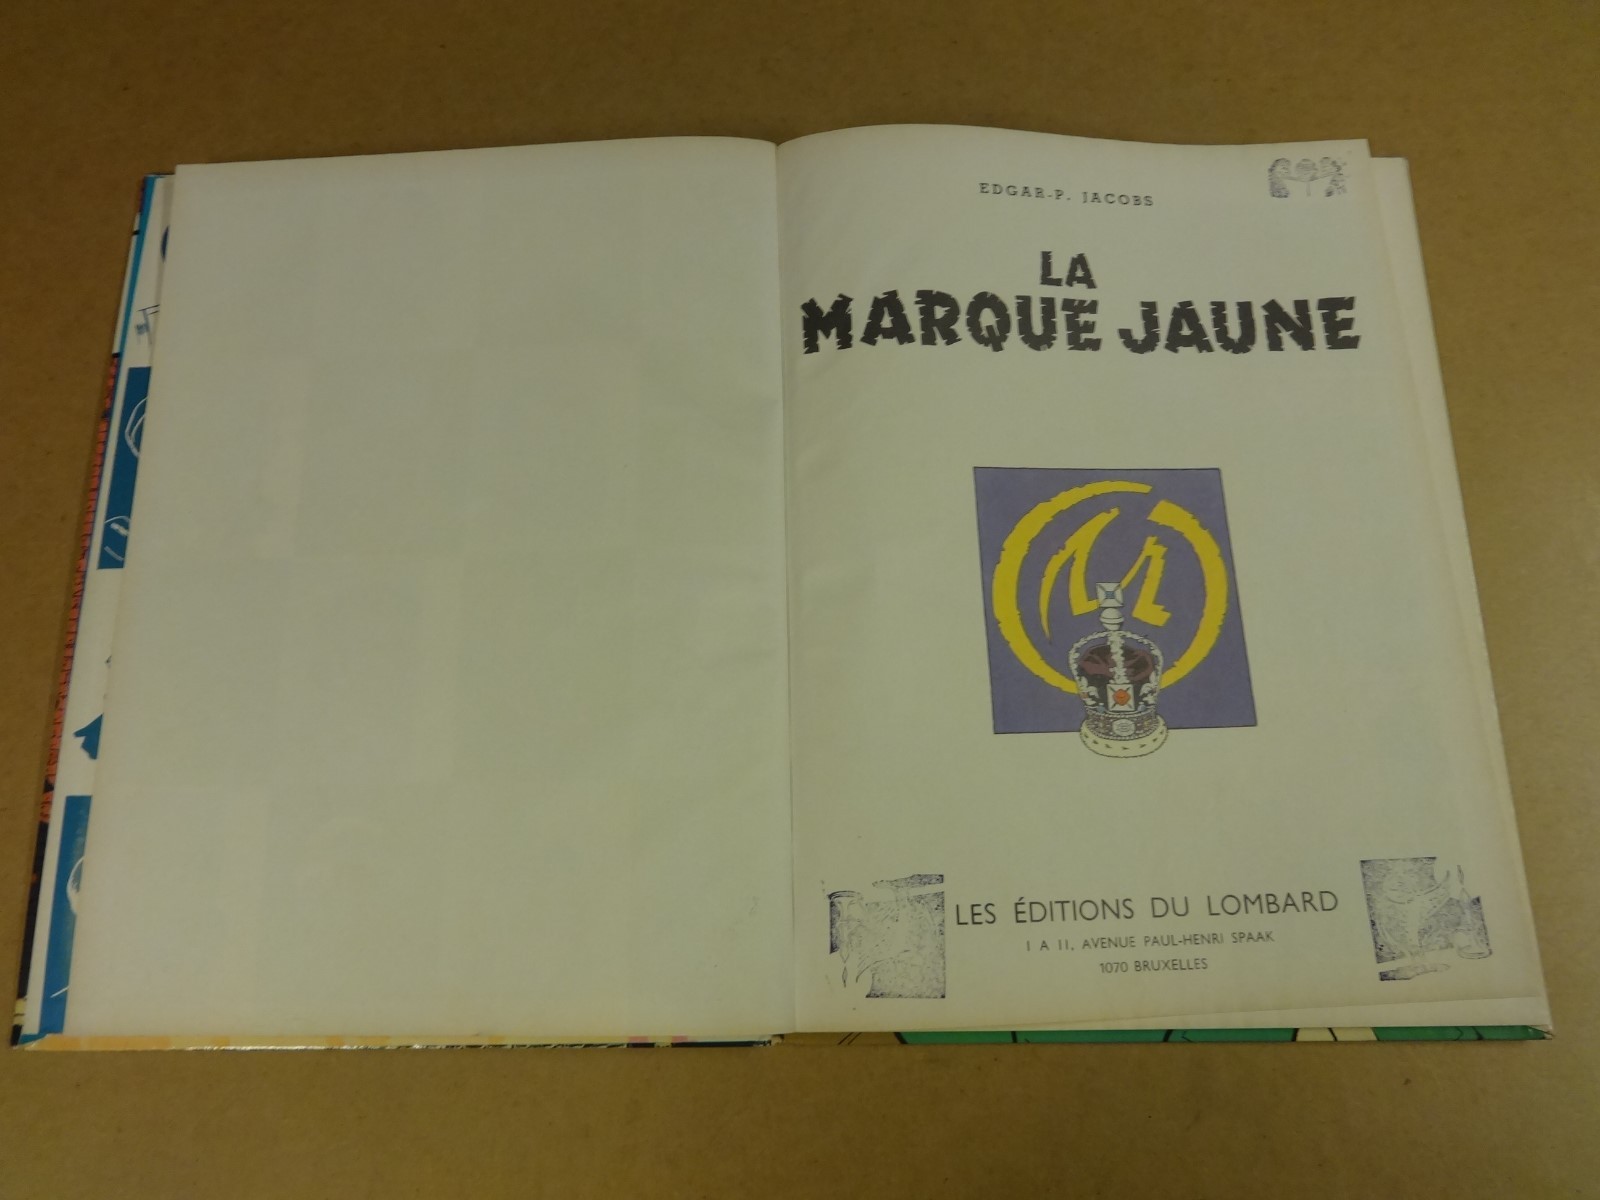 EDGAR-P. JACOBS
LA
MARQUE JAUNE
LES ÉDITIONS DU LOMBARD
1 A 11, AVENUE PAUL-HENRI SPAAK
1070 BRUXELLES